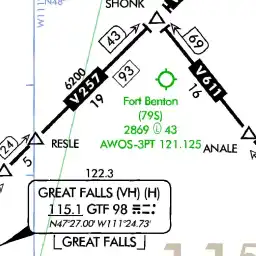 N48°
W111°
SHONK
43
69
6200
V257
19
93
V611
16
Fort Benton
(79S)
2869 Ⓛ 43
AWOS-3PT 121.125
24
5
RESLE
ANALE
122.3
GREAT FALLS (VH) (H)
115.1 GTF 98
N47°27.00' W111°24.73'
GREAT FALLS
115